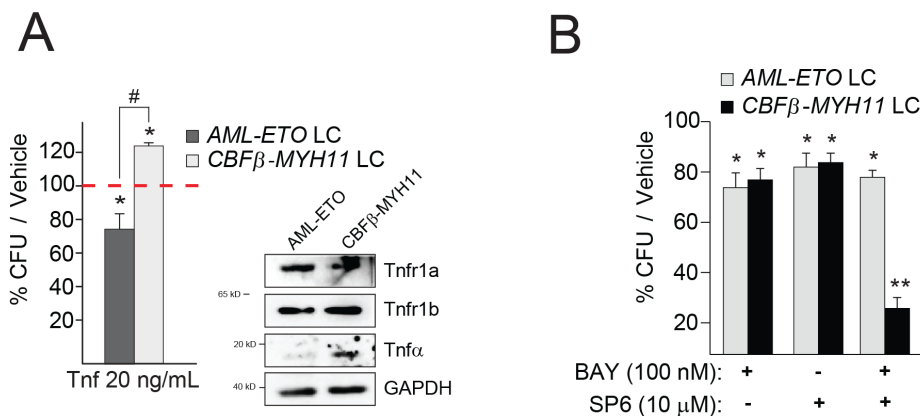 A
#
*
*
AML-ETO LC
CBFβ-MYH11 LC
% CFU / Vehicle
120
100
80
60
40
20
Tnf 20 ng/mL
AML-ETO
CBFβ-MYH11
Tnfr1a
65 kD
Tnfr1b
20 kD
Tnfα
40 kD
GAPDH
B
AML-ETO LC
CBFβ-MYH11 LC
% CFU / Vehicle
100
80
60
40
20
* * * * *
**
BAY (100 nM): + - +
SP6 (10 μM): - + +